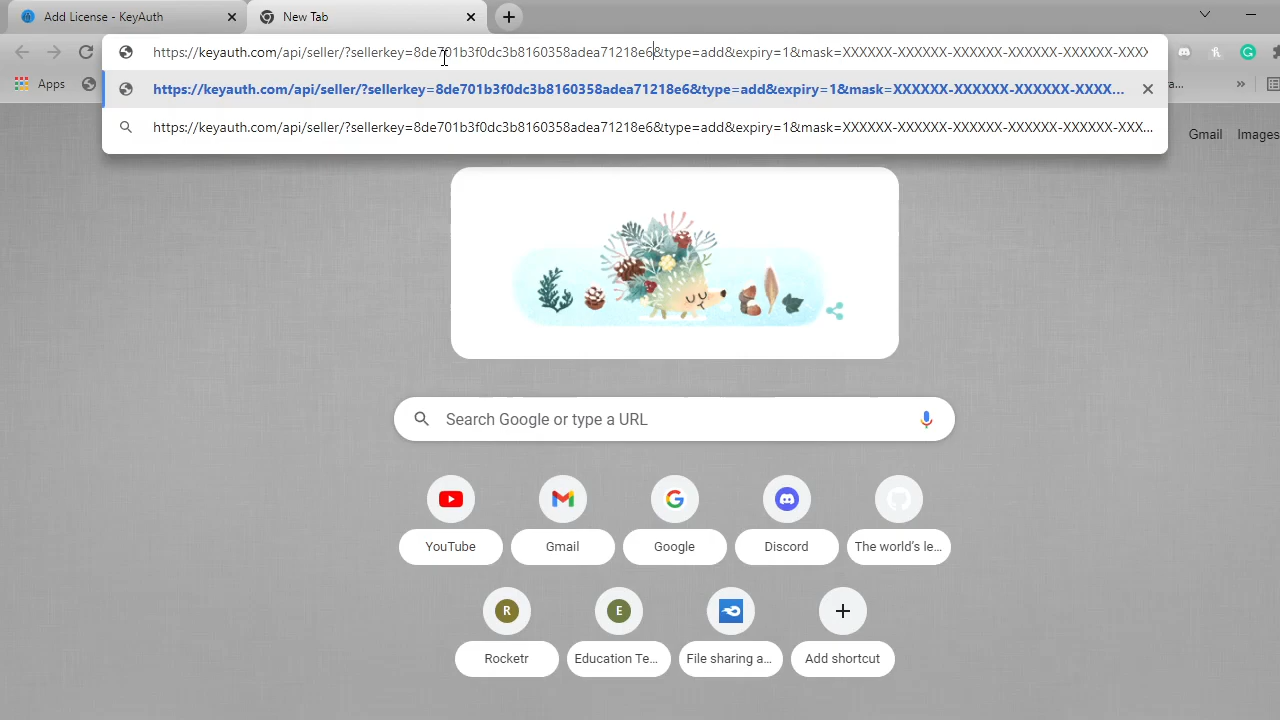 Add License - KeyAuth
New Tab
https://keyauth.com/api/seller/?sellerkey=8de701b3f0dc3b8160358adea71218e6&type=add&expiry=1&mask=XXXXXX-XXXXXX-XXXXXX-XXXXXX-XXXXXX-XXXX
Apps
https://keyauth.com/api/seller/?sellerkey=8de701b3f0dc3b8160358adea71218e6&type=add&expiry=1&mask=XXXXXX-XXXXXX-XXXXXX-XXXX...
a...
»
https://keyauth.com/api/seller/?sellerkey=8de701b3f0dc3b8160358adea71218e6&type=add&expiry=1&mask=XXXXXX-XXXXXX-XXXXXX-XXXXXX-XXXXXX-XXX...
Gmail Images
Search Google or type a URL
YouTube Gmail Google Discord The world's le...
R E
Rocketr Education Te... File sharing a... Add shortcut